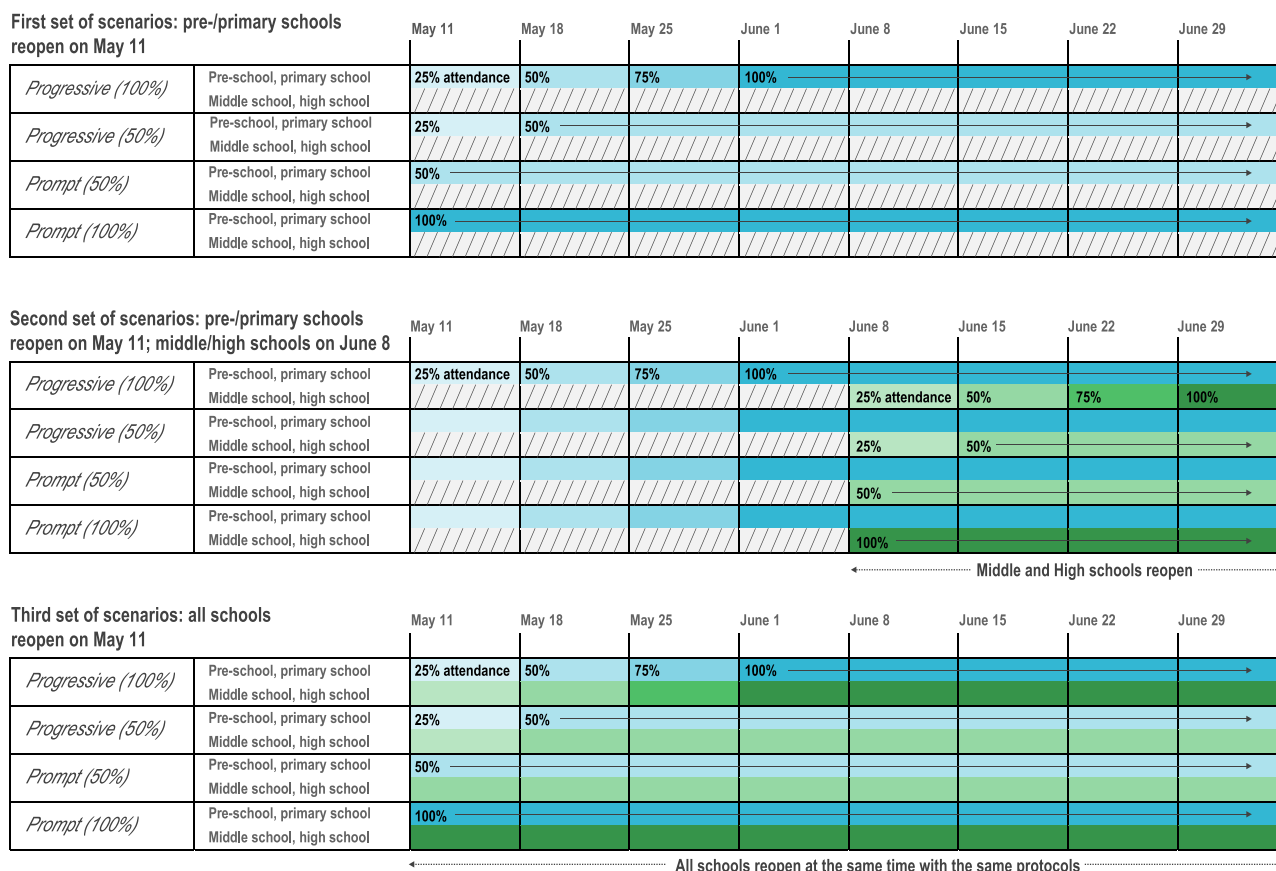 First set of scenarios: pre-/primary schools
reopen on May 11
May 11 May 18 May 25 June 1 June 8 June 15 June 22 June 29
Progressive (100%)
Pre-school, primary school 25% attendance 50% 75% 100%
Middle school, high school
Progressive (50%)
Pre-school, primary school 25% 50%
Middle school, high school
Prompt (50%)
Pre-school, primary school 50%
Middle school, high school
Prompt (100%)
Pre-school, primary school 100%
Middle school, high school
Second set of scenarios: pre-/primary schools
reopen on May 11; middle/high schools on June 8
May 11 May 18 May 25 June 1 June 8 June 15 June 22 June 29
Progressive (100%)
Pre-school, primary school 25% attendance 50% 75% 100%
Middle school, high school 25% attendance 50% 75% 100%
Progressive (50%)
Pre-school, primary school
Middle school, high school 25% 50%
Prompt (50%)
Pre-school, primary school
Middle school, high school 50%
Prompt (100%)
Pre-school, primary school
Middle school, high school 100%
Middle and High schools reopen
Third set of scenarios: all schools
reopen on May 11
May 11 May 18 May 25 June 1 June 8 June 15 June 22 June 29
Progressive (100%)
Pre-school, primary school 25% attendance 50% 75% 100%
Middle school, high school
Progressive (50%)
Pre-school, primary school 25% 50%
Middle school, high school
Prompt (50%)
Pre-school, primary school 50%
Middle school, high school
Prompt (100%)
Pre-school, primary school 100%
Middle school, high school
All schools reopen at the same time with the same protocols